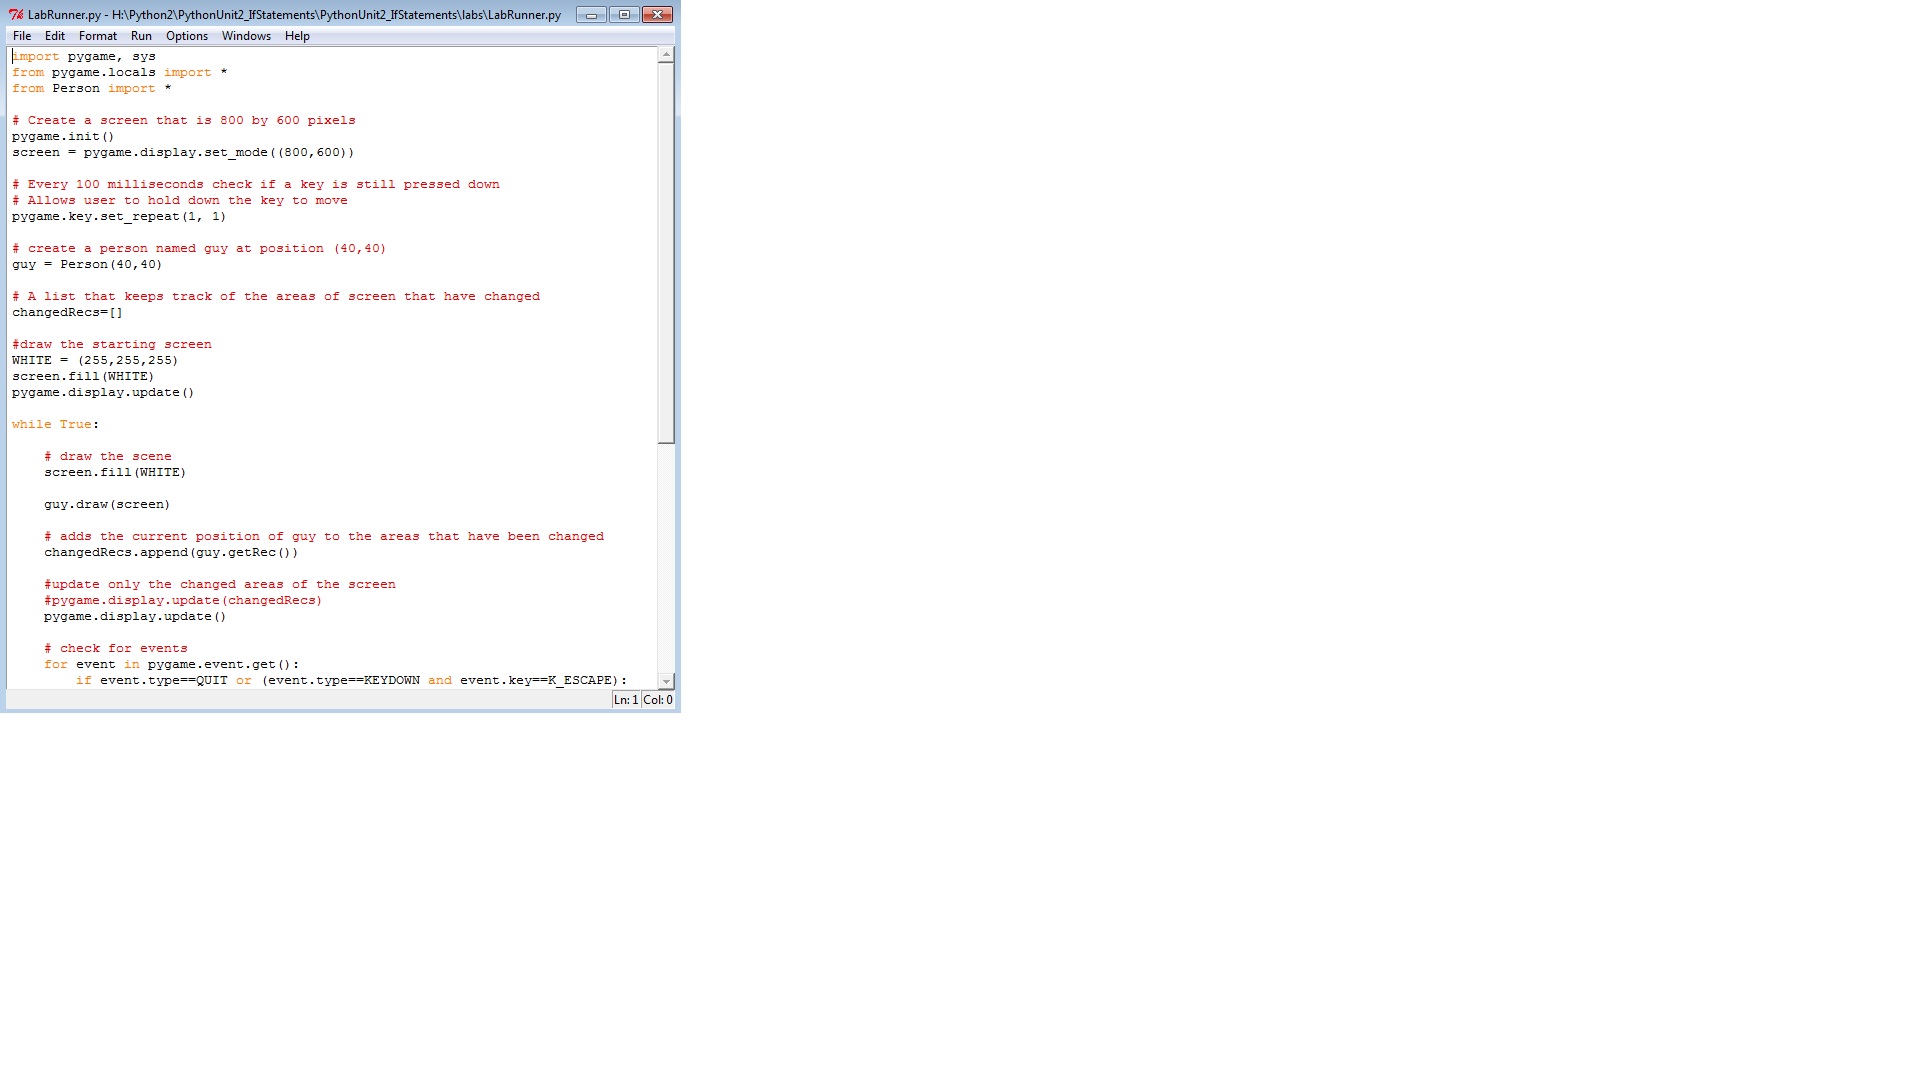 LabRunner.py - H:\Python2\PythonUnit2_IfStatements\PythonUnit2_IfStatements\labs\LabRunner.py
File Edit Format Run Options Windows Help
import pygame, sys
from pygame.locals import *
from Person import *
# Create a screen that is 800 by 600 pixels
pygame.init()
screen = pygame.display.set_mode((800,600))
# Every 100 milliseconds check if a key is still pressed down
# Allows user to hold down the key to move
pygame.key.set_repeat(1, 1)
# create a person named guy at position (40,40)
guy = Person(40,40)
# A list that keeps track of the areas of screen that have changed
changedRecs=[]
#draw the starting screen
WHITE = (255,255,255)
screen.fill(WHITE)
pygame.display.update()
while True:
    # draw the scene
    screen.fill(WHITE)
    guy.draw(screen)
    # adds the current position of guy to the areas that have been changed
    changedRecs.append(guy.getRec())
    #update only the changed areas of the screen
    #pygame.display.update(changedRecs)
    pygame.display.update()
    # check for events
    for event in pygame.event.get():
        if event.type==QUIT or (event.type==KEYDOWN and event.key==K_ESCAPE):
Ln: 1 Col: 0